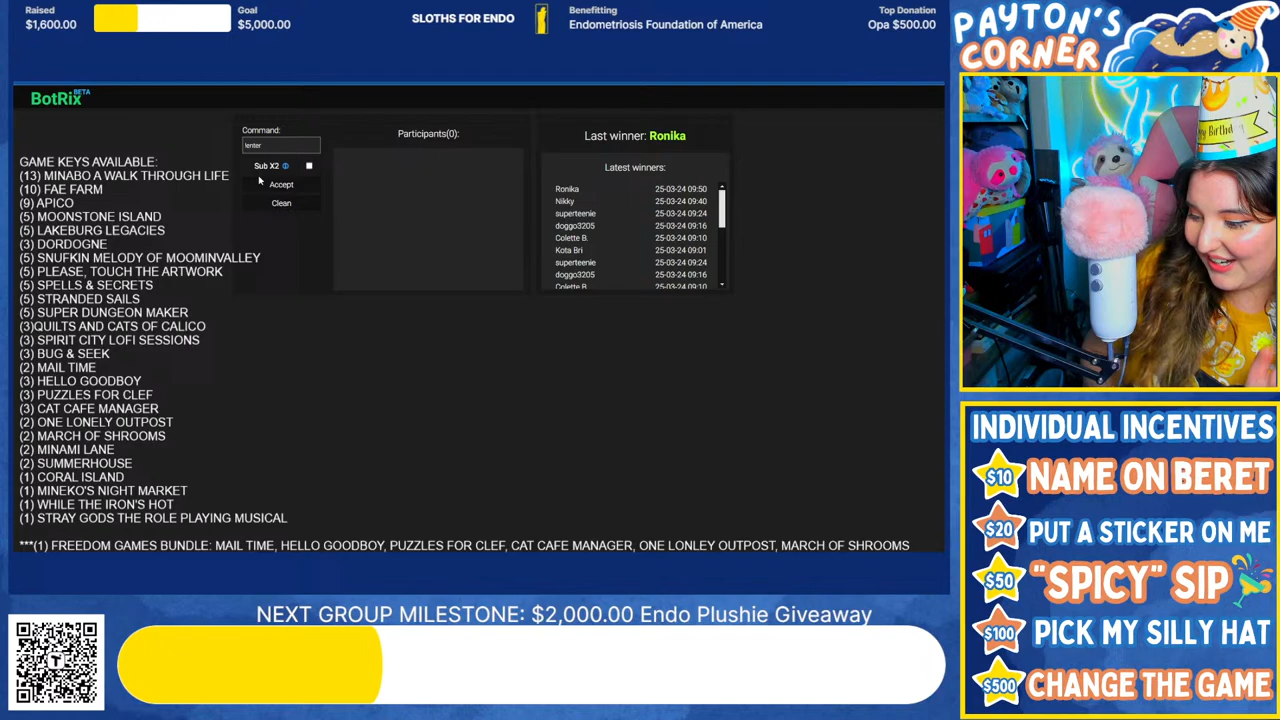 Raised
$1,600.00
Goal
$5,000.00
SLOTHS FOR ENDO
Benefitting
Endometriosis Foundation of America
Top Donation
Opa $500.00
PAYTON'S
CORNER
BotRix BETA
Command:
!enter
Sub X2
Accept
Clean
Participants(0):
Last winner: Ronika
Latest winners:
Ronika 25-03-24 09:50
Nikky 25-03-24 09:40
superteenie 25-03-24 09:24
doggo3205 25-03-24 09:16
Colette B. 25-03-24 09:10
Kota Bri 25-03-24 09:01
superteenie 25-03-24 09:24
doggo3205 25-03-24 09:16
Colette B. 25-03-24 09:10
GAME KEYS AVAILABLE:
(13) MINABO A WALK THROUGH LIFE
(10) FAE FARM
(9) APICO
(5) MOONSTONE ISLAND
(5) LAKEBURG LEGACIES
(3) DORDOGNE
(5) SNUFKIN MELODY OF MOOMINVALLEY
(5) PLEASE, TOUCH THE ARTWORK
(5) SPELLS & SECRETS
(5) STRANDED SAILS
(5) SUPER DUNGEON MAKER
(3)QUILTS AND CATS OF CALICO
(3) SPIRIT CITY LOFI SESSIONS
(3) BUG & SEEK
(2) MAIL TIME
(3) HELLO GOODBOY
(3) PUZZLES FOR CLEF
(3) CAT CAFE MANAGER
(2) ONE LONELY OUTPOST
(2) MARCH OF SHROOMS
(2) MINAMI LANE
(2) SUMMERHOUSE
(1) CORAL ISLAND
(1) MINEKO'S NIGHT MARKET
(1) WHILE THE IRON'S HOT
(1) STRAY GODS THE ROLE PLAYING MUSICAL
***(1) FREEDOM GAMES BUNDLE: MAIL TIME, HELLO GOODBOY, PUZZLES FOR CLEF, CAT CAFE MANAGER, ONE LONLEY OUTPOST, MARCH OF SHROOMS
Birthday
INDIVIDUAL INCENTIVES
$10 NAME ON BERET
$20 PUT A STICKER ON ME
$50 "SPICY" SIP
$100 PICK MY SILLY HAT
$500 CHANGE THE GAME
NEXT GROUP MILESTONE: $2,000.00 Endo Plushie Giveaway